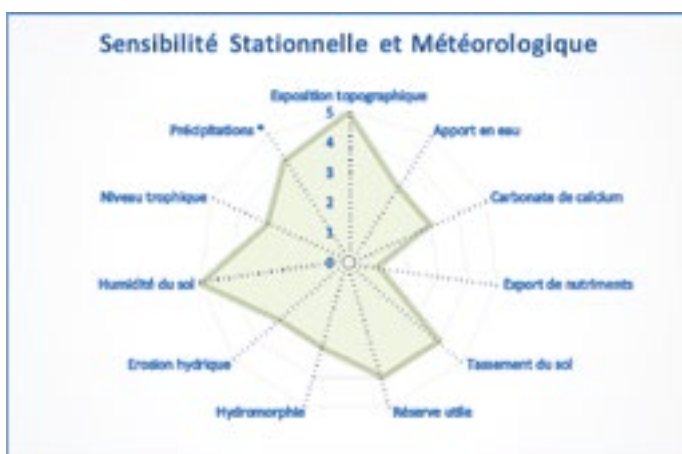 Sensibilité Stationnelle et Météorologique
Exposition topographique
5
Précipitations *
Apport en eau
4
3
Niveau trophique
Carbonate de calcium
2
1
0
Humidité du sol
Export de nutriments
Erosion hydrique
Tassement du sol
Hydromorphie
Réserve utile